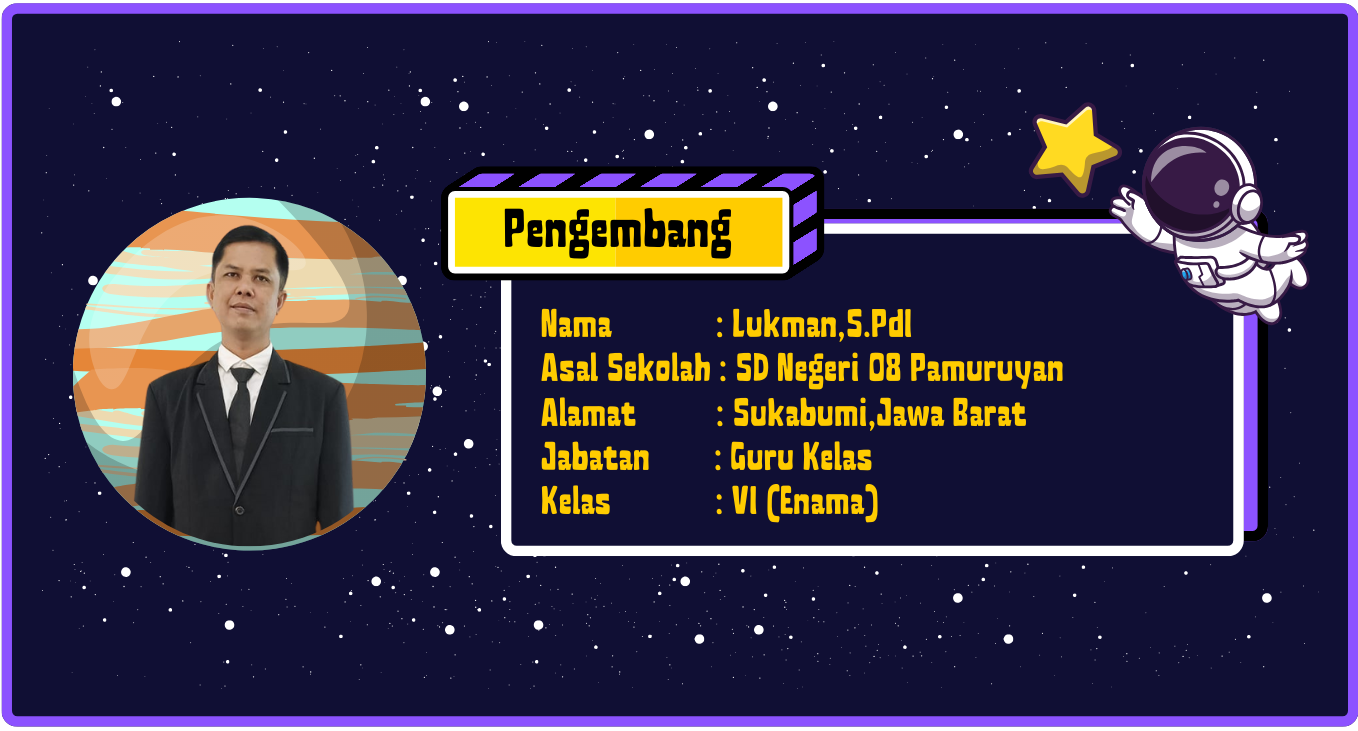 Pengembang
Nama : Lukman,S.PdI
Asal Sekolah : SD Negeri 08 Pamuruyan
Alamat : Sukabumi,Jawa Barat
Jabatan : Guru Kelas
Kelas : VI (Enama)